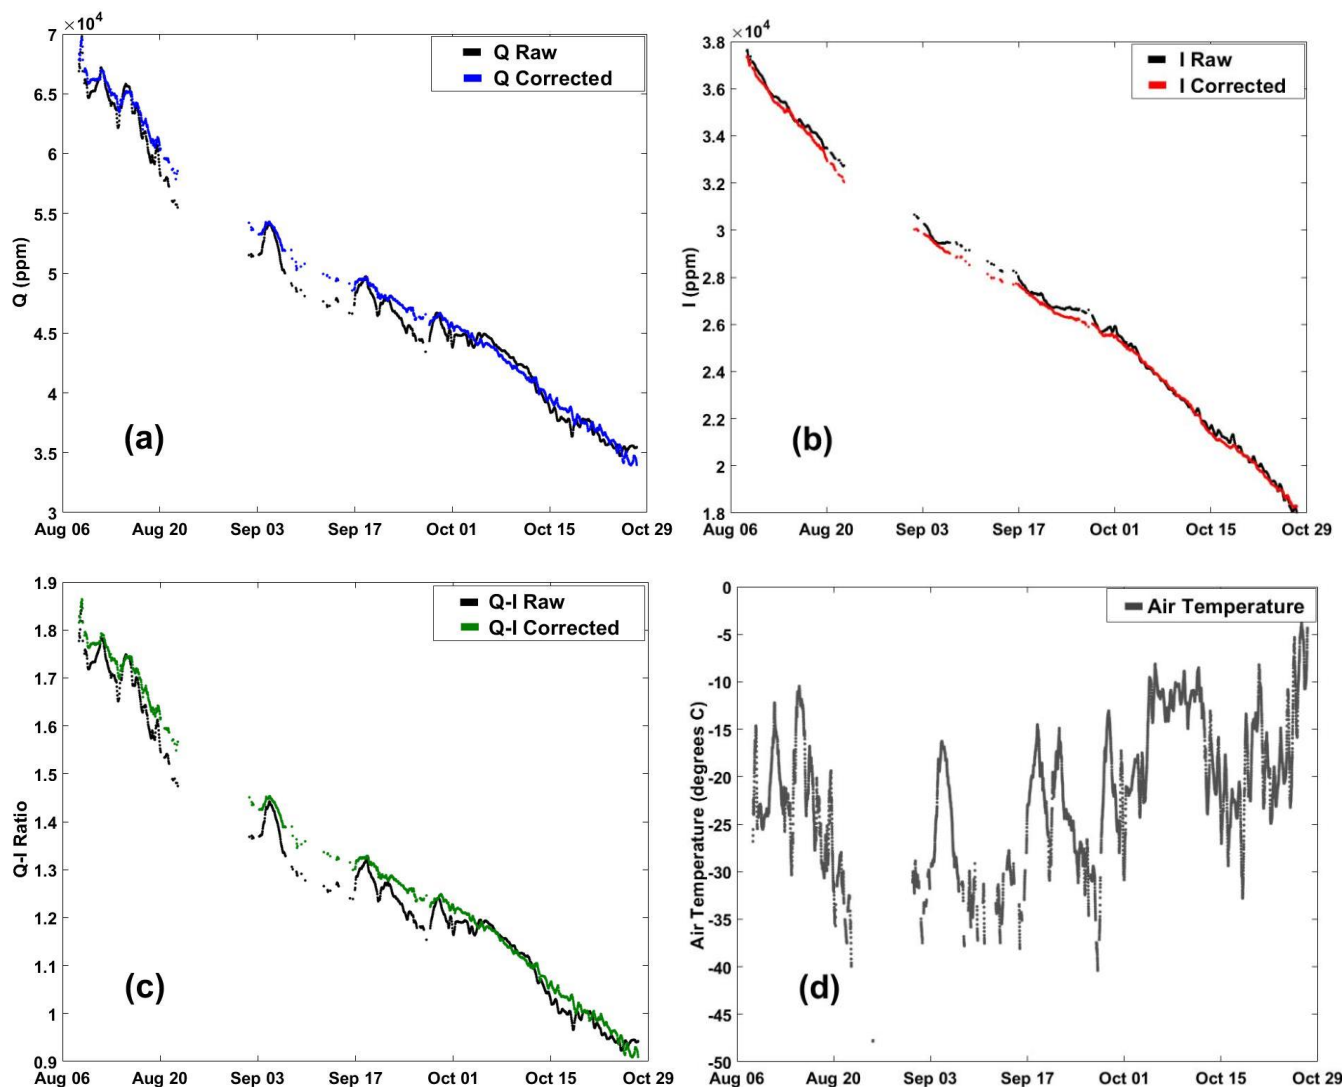 ×10⁴
7
6.5
6
5.5
5
4.5
4
3.5
3
Q (ppm)
Q Raw
Q Corrected
(a)
Aug 06 Aug 20 Sep 03 Sep 17 Oct 01 Oct 15 Oct 29
×10⁴
3.8
3.6
3.4
3.2
3
2.8
2.6
2.4
2.2
2
1.8
I (ppm)
I Raw
I Corrected
(b)
Aug 06 Aug 20 Sep 03 Sep 17 Oct 01 Oct 15 Oct 29
1.9
1.8
1.7
1.6
1.5
1.4
1.3
1.2
1.1
1
0.9
Q-I Ratio
Q-I Raw
Q-I Corrected
(c)
Aug 06 Aug 20 Sep 03 Sep 17 Oct 01 Oct 15 Oct 29
0
-5
-10
-15
-20
-25
-30
-35
-40
-45
-50
Air Temperature (degrees C)
Air Temperature
(d)
Aug 06 Aug 20 Sep 03 Sep 17 Oct 01 Oct 15 Oct 29